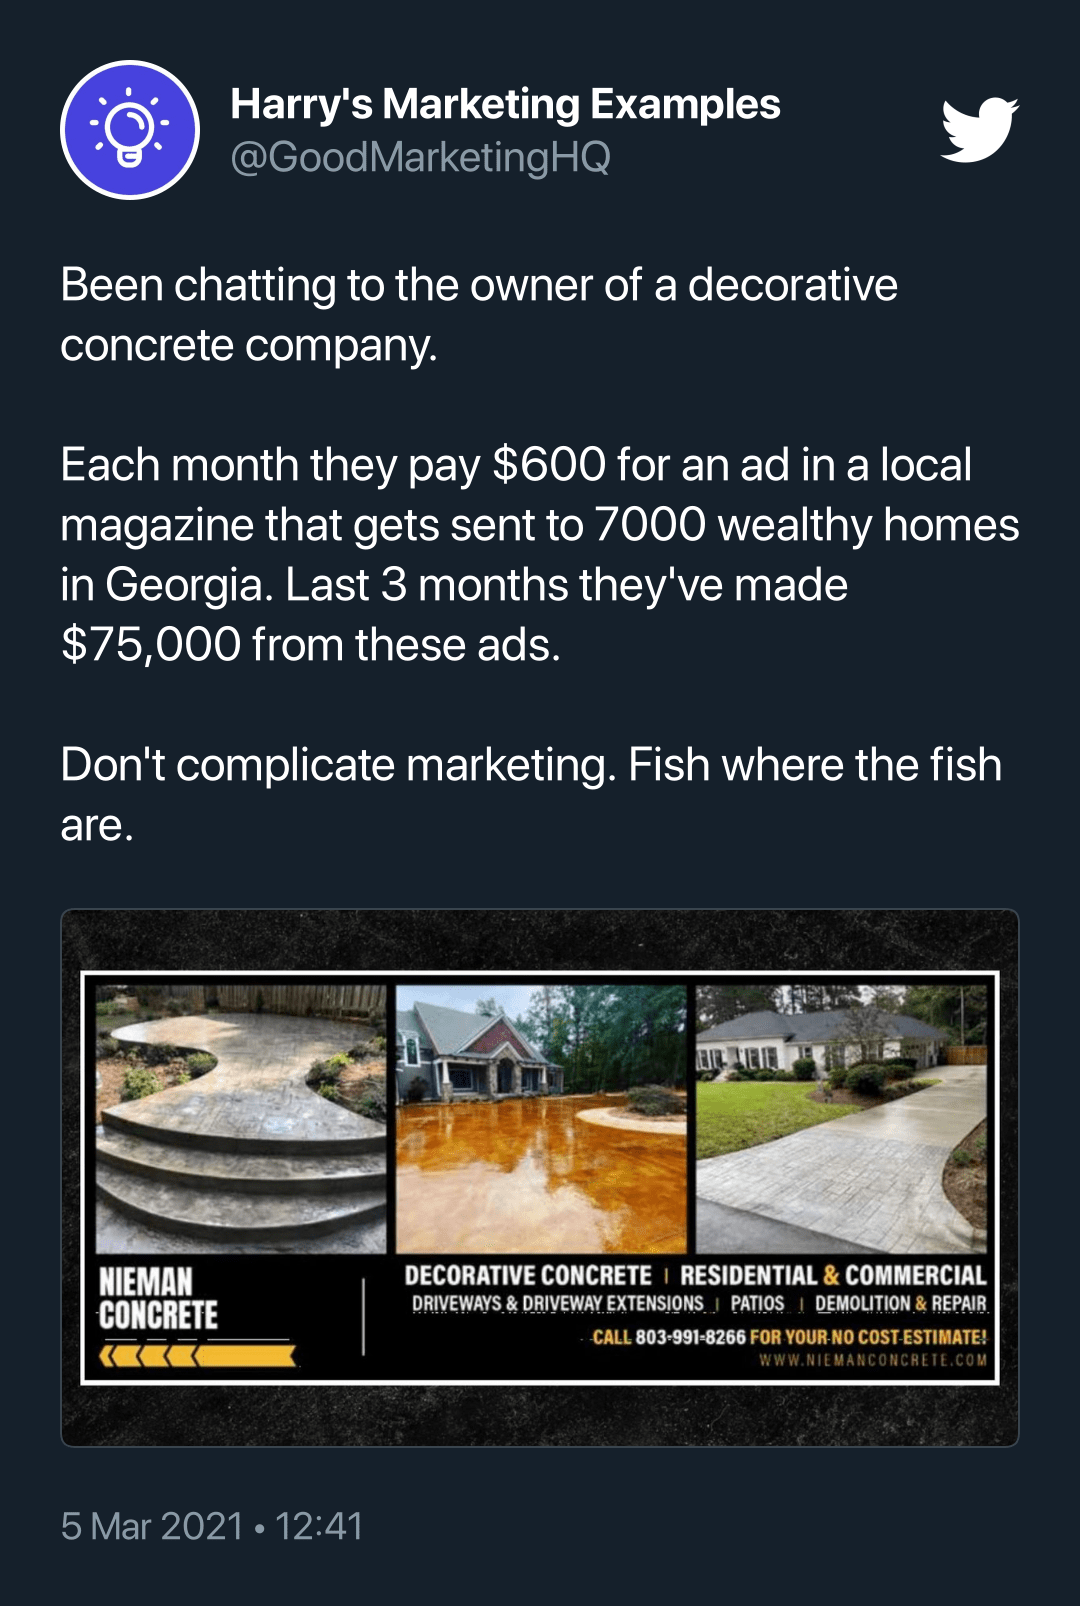 Harry's Marketing Examples
@GoodMarketingHQ
Been chatting to the owner of a decorative
concrete company.
Each month they pay $600 for an ad in a local
magazine that gets sent to 7000 wealthy homes
in Georgia. Last 3 months they've made
$75,000 from these ads.
Don't complicate marketing. Fish where the fish
are.
NIEMAN
CONCRETE
DECORATIVE CONCRETE | RESIDENTIAL & COMMERCIAL
DRIVEWAYS & DRIVEWAY EXTENSIONS | PATIOS | DEMOLITION & REPAIR
CALL 803-991-8266 FOR YOUR NO COST ESTIMATE!
WWW.NIEMANCONCRETE.COM
5 Mar 2021 • 12:41